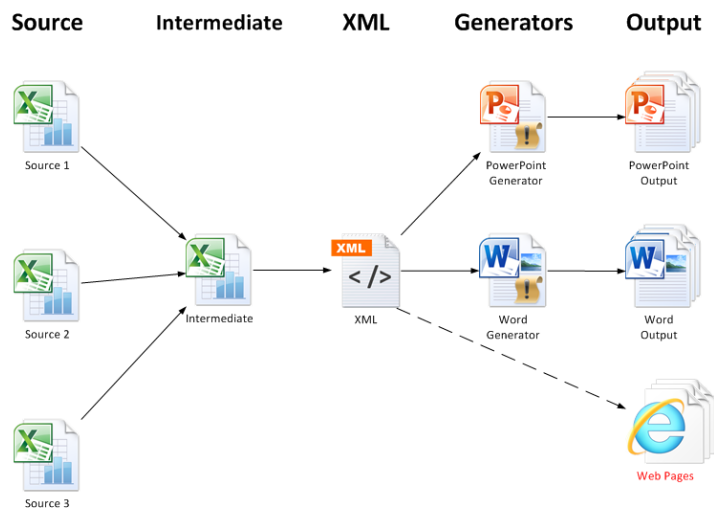 Source
Intermediate
XML
Generators
Output
Source 1
PowerPoint
Generator
PowerPoint
Output
XML
</>
Source 2
Intermediate
XML
Word
Generator
Word
Output
Source 3
Web Pages